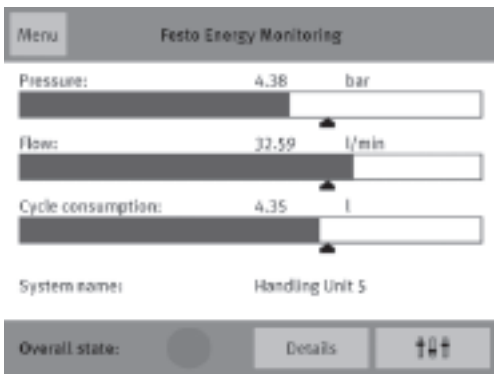 Menu Festo Energy Monitoring
Pressure: 4.38 bar
Flow: 32.59 l/min
Cycle consumption: 4.35 l
System name: Handling Unit 5
Overall state: Details